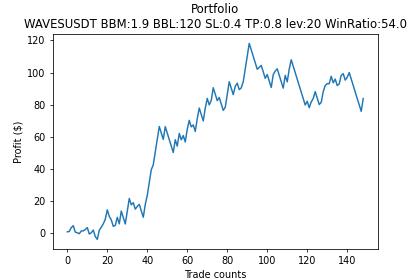 Portfolio
WAVESUSDT BBM:1.9 BBL:120 SL:0.4 TP:0.8 lev:20 WinRatio:54.0
120
100
80
60
40
20
0
Profit ($)
0 20 40 60 80 100 120 140
Trade counts